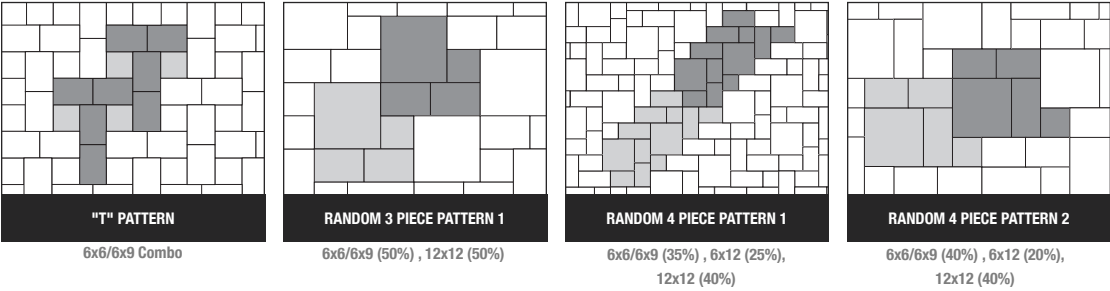 "T" PATTERN
6x6/6x9 Combo
RANDOM 3 PIECE PATTERN 1
6x6/6x9 (50%) , 12x12 (50%)
RANDOM 4 PIECE PATTERN 1
6x6/6x9 (35%) , 6x12 (25%),
12x12 (40%)
RANDOM 4 PIECE PATTERN 2
6x6/6x9 (40%) , 6x12 (20%),
12x12 (40%)